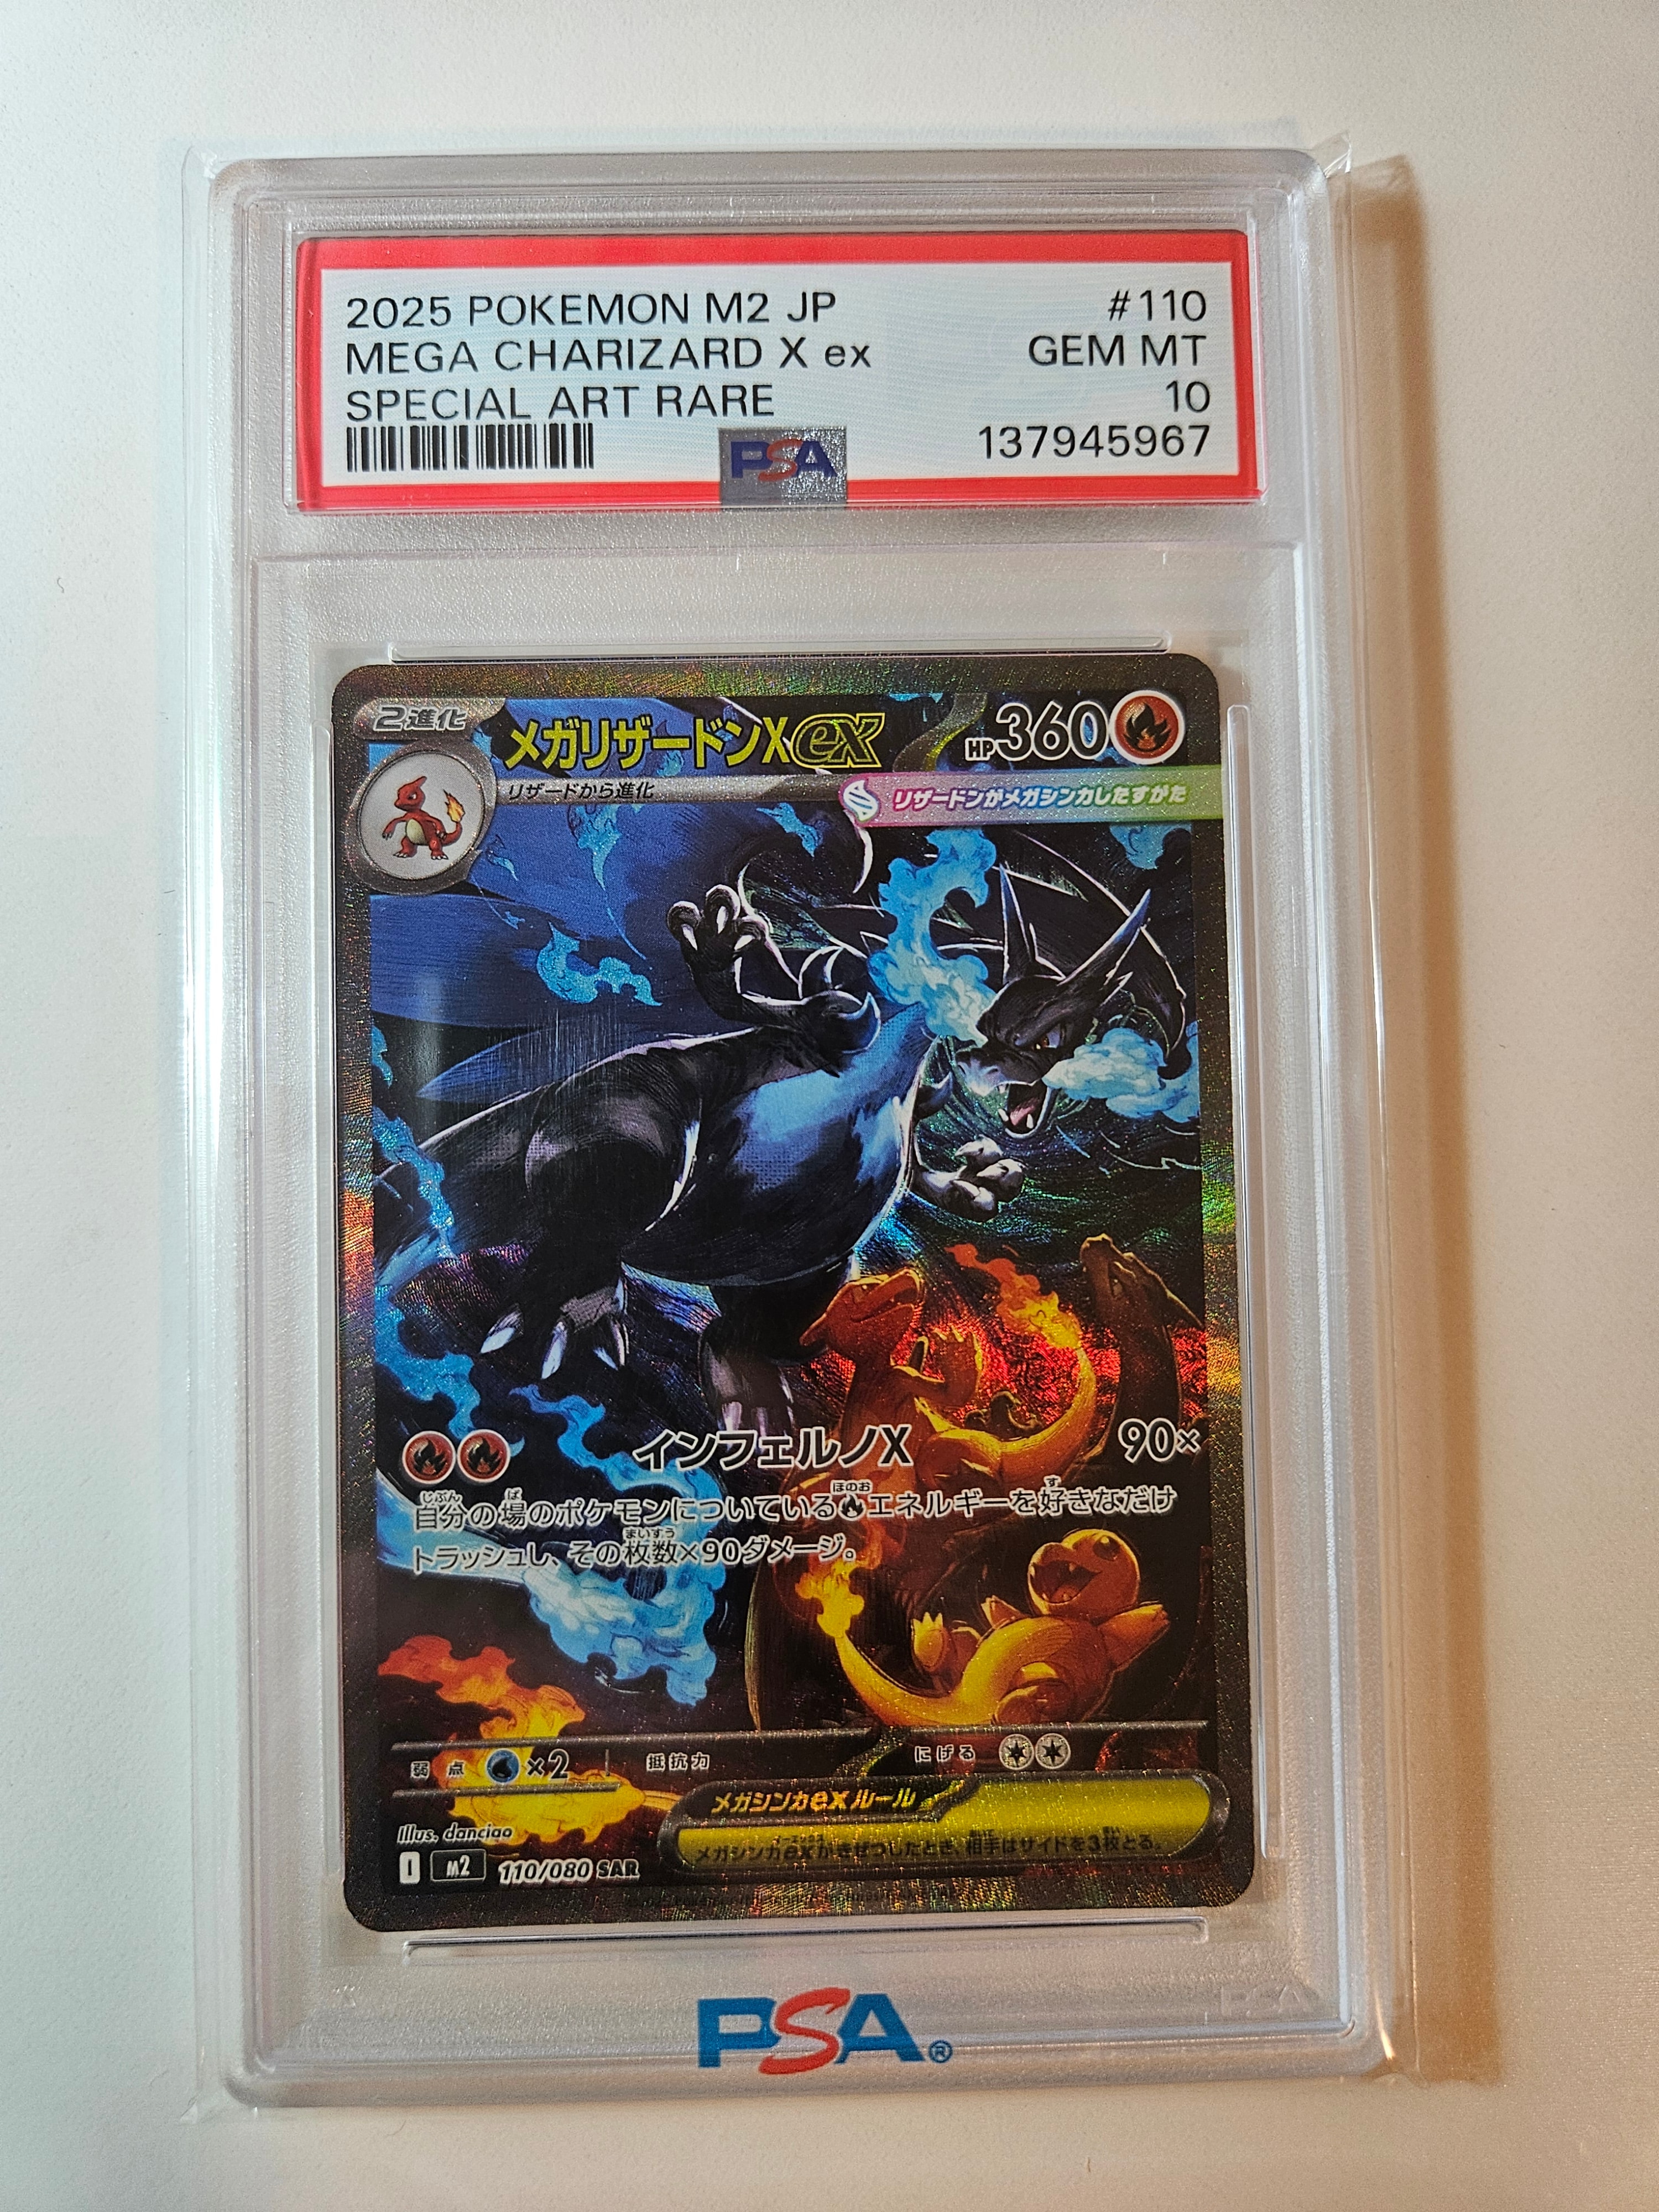 2025 POKEMON M2 JP #110
MEGA CHARIZARD X ex GEM MT
SPECIAL ART RARE 10
137945967
PSA
2進化
メガリザードンXex HP360
リザードから進化
リザードンがメガシンカしたすがた
インフェルノX 90×
自分の場のポケモンについているエネルギーを好きなだけ
トラッシュし、その枚数×90ダメージ。
弱点 ×2 抵抗力 にげる
メガシンカexルール
メガシンカexがきぜつしたとき、相手はサイドを3枚とる。
Illus. danciao
I M2 110/080 SAR
PSA®